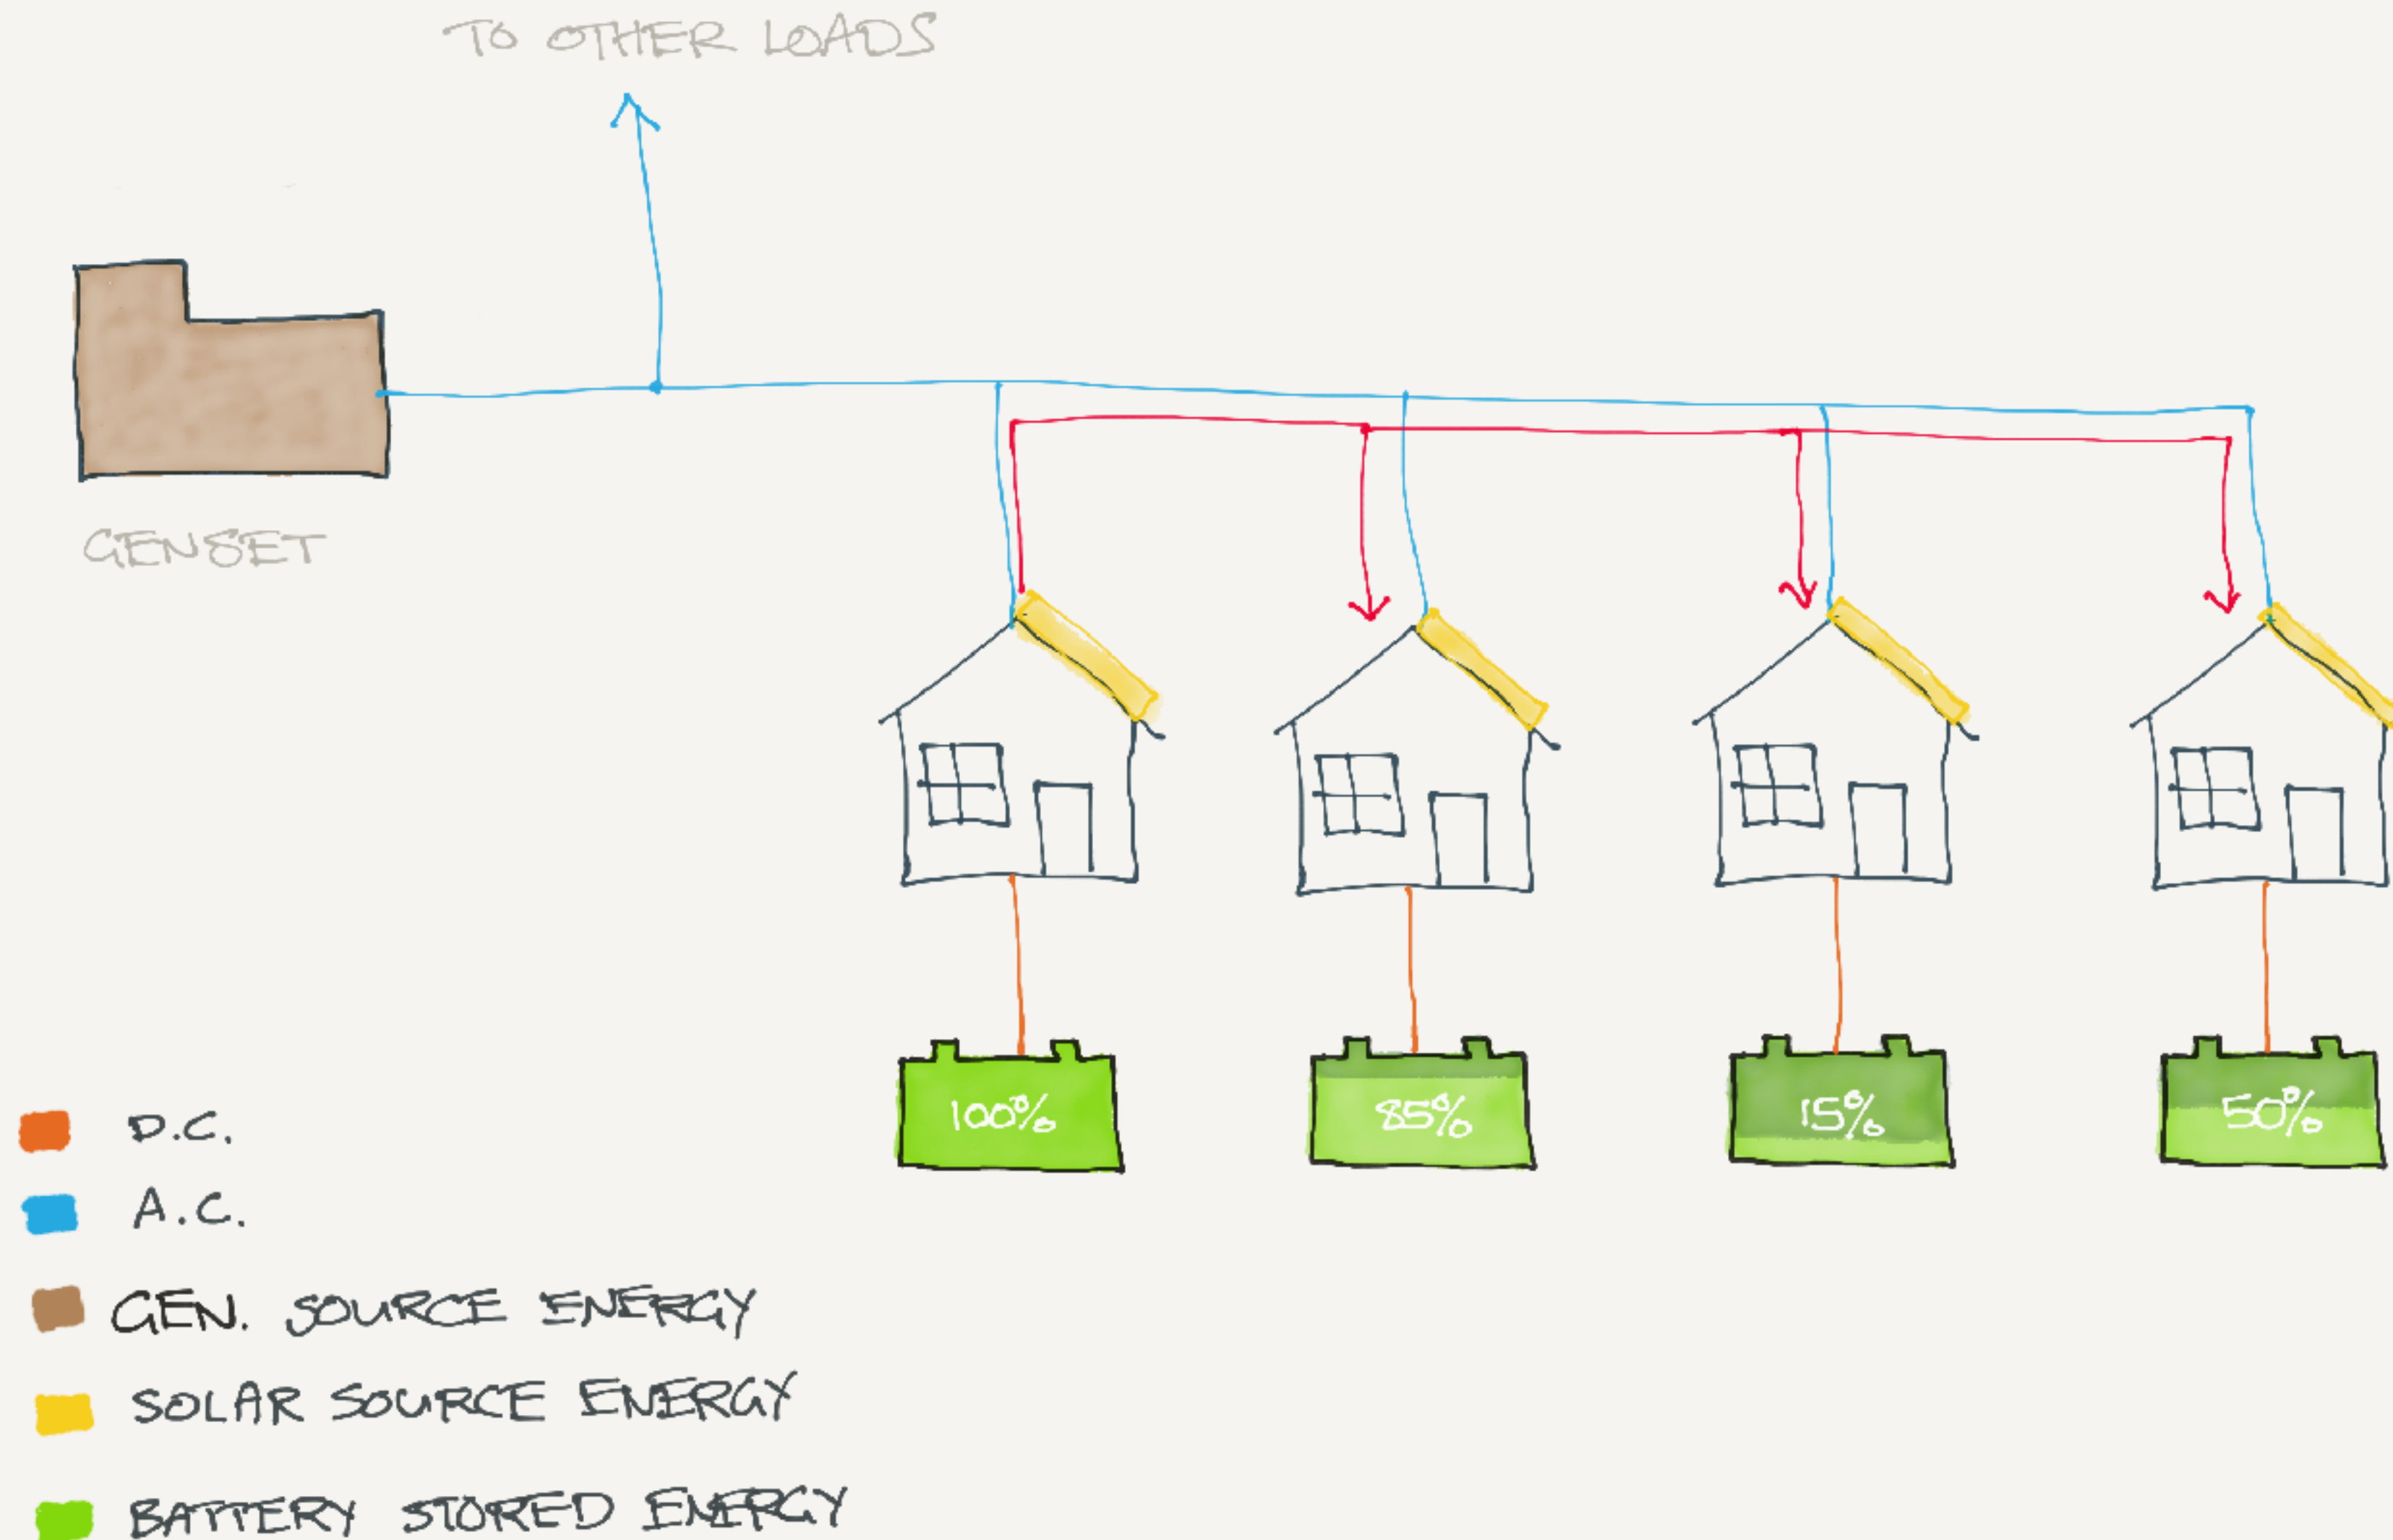 TO OTHER LOADS
GENSET
100%
85%
15%
50%
D.C.
A.C.
GEN. SOURCE ENERGY
SOLAR SOURCE ENERGY
BATTERY STORED ENERGY